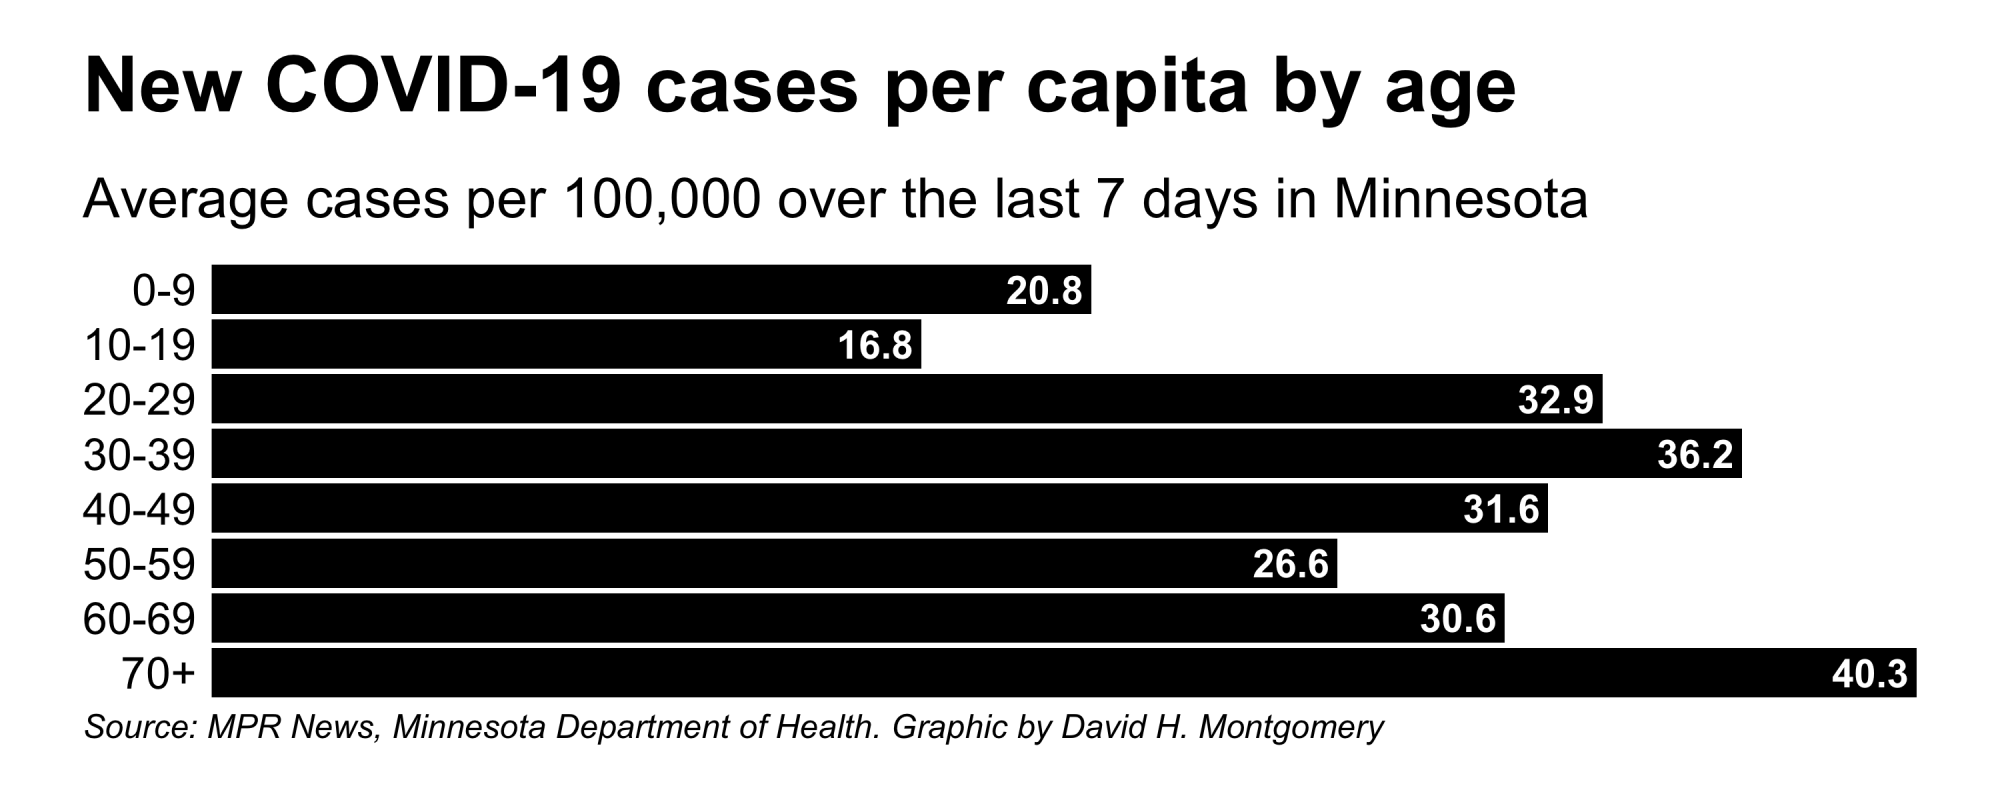 New COVID-19 cases per capita by age
Average cases per 100,000 over the last 7 days in Minnesota
0-9 20.8
10-19 16.8
20-29 32.9
30-39 36.2
40-49 31.6
50-59 26.6
60-69 30.6
70+ 40.3
Source: MPR News, Minnesota Department of Health. Graphic by David H. Montgomery